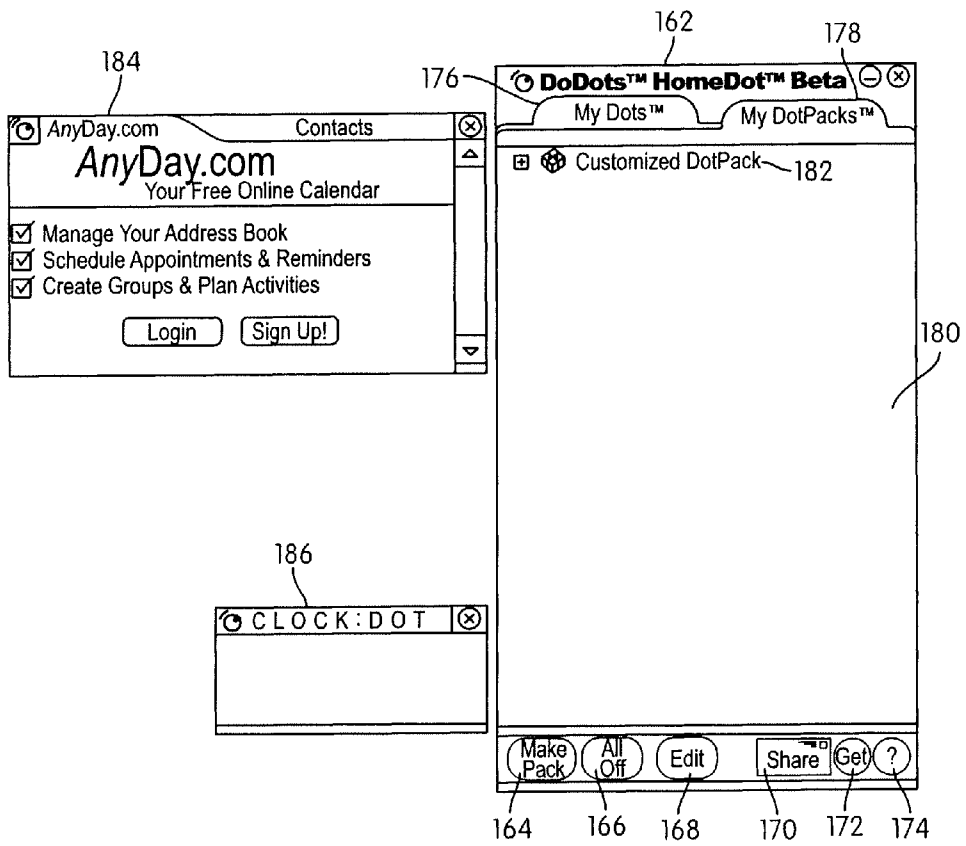 184
AnyDay.com Contacts
AnyDay.com
Your Free Online Calendar
Manage Your Address Book
Schedule Appointments & Reminders
Create Groups & Plan Activities
Login Sign Up!
186
CLOCK:DOT
162
176
178
DoDots™ HomeDot™ Beta
My Dots™ My DotPacks™
Customized DotPack 182
180
Make Pack
All Off
Edit
Share
Get
?
164 166 168 170 172 174